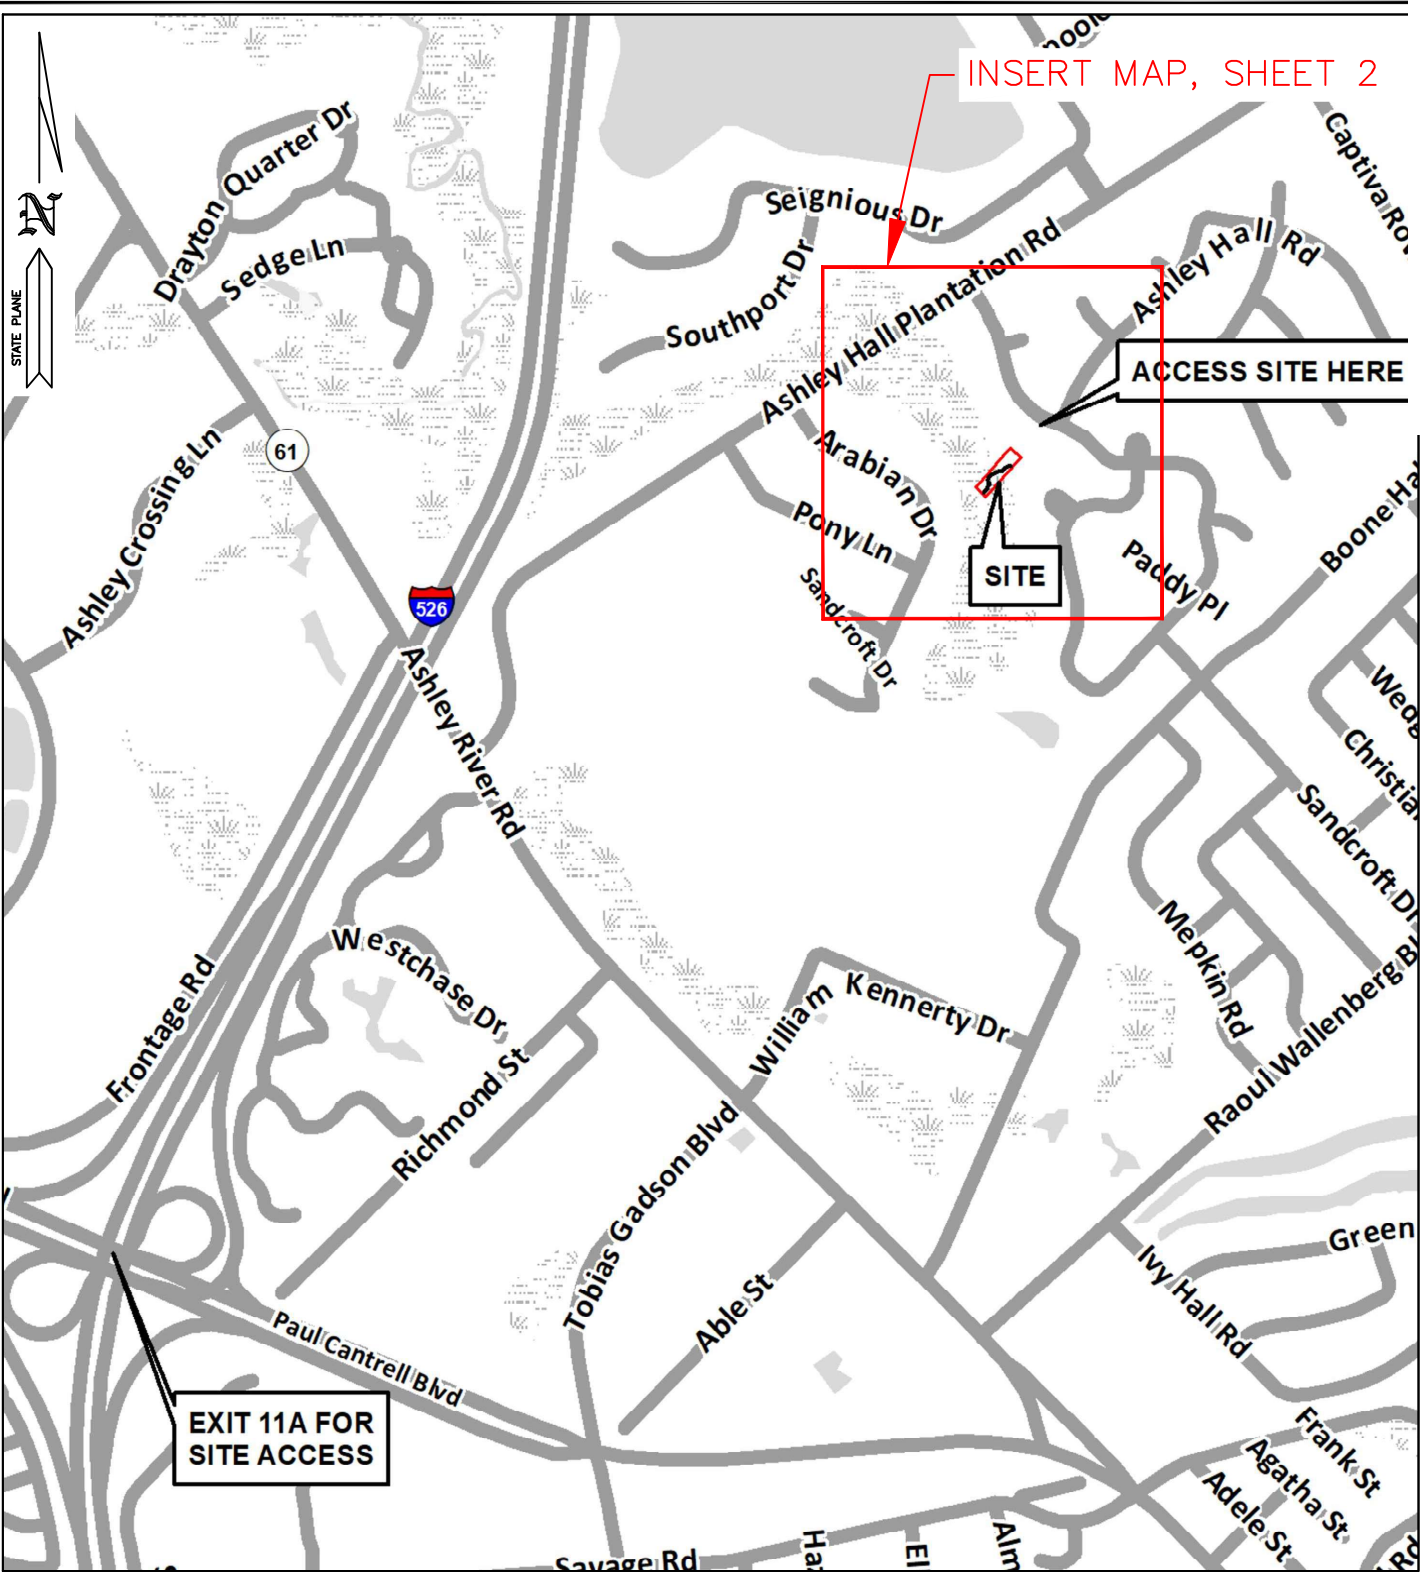 INSERT MAP, SHEET 2
N
STATE PLANE
Drayton Quarter Dr
Sedge Ln
Seignious Dr
Southport Dr
Ashley Hall Plantation Rd
Ashley Hall Rd
ACCESS SITE HERE
61
Ashley Crossing Ln
526
Arabian Dr
Pony Ln
Sandcroft Dr
SITE
Paddy Pl
Ashley River Rd
Sandcroft Dr
Mepkin Rd
Raoul Wallenberg
Westchase Dr
Frontage Rd
Richmond St
William Kennerty Dr
Tobias Gadson Blvd
Able St
Ivy Hall Rd
Green
Paul Cantrell Blvd
EXIT 11A FOR
SITE ACCESS
Frank St
Agatha St
Adele St
Savage Rd
Captiva
Boone